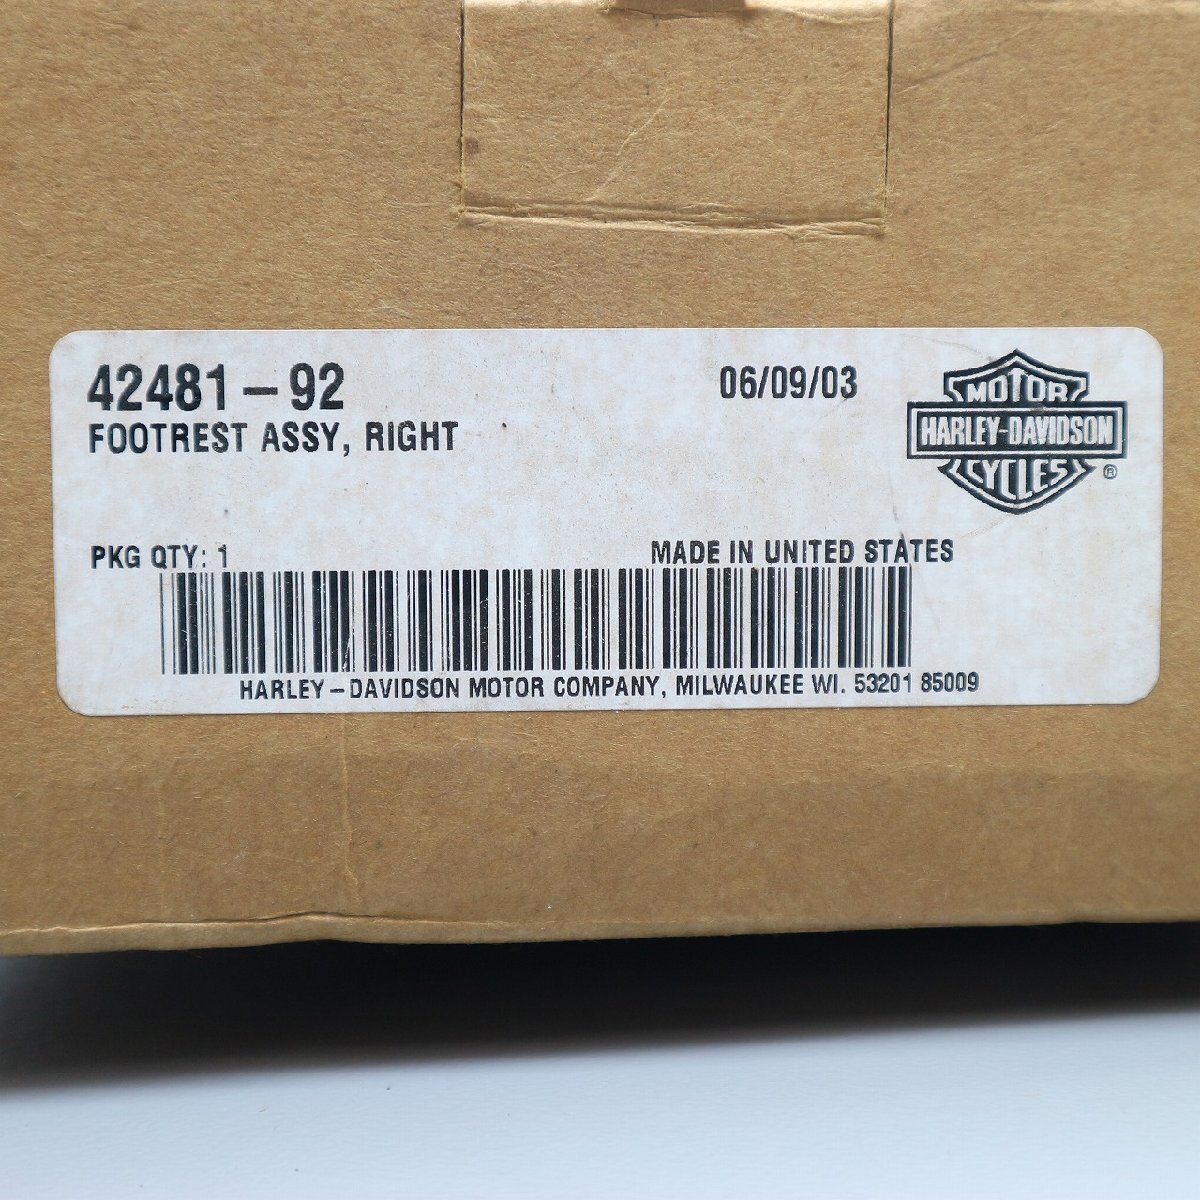 42481-92
06/09/03
FOOTREST ASSY, RIGHT
MOTOR
HARLEY-DAVIDSON
CYCLES
®
PKG QTY: 1
MADE IN UNITED STATES
HARLEY-DAVIDSON MOTOR COMPANY, MILWAUKEE WI. 53201 85009